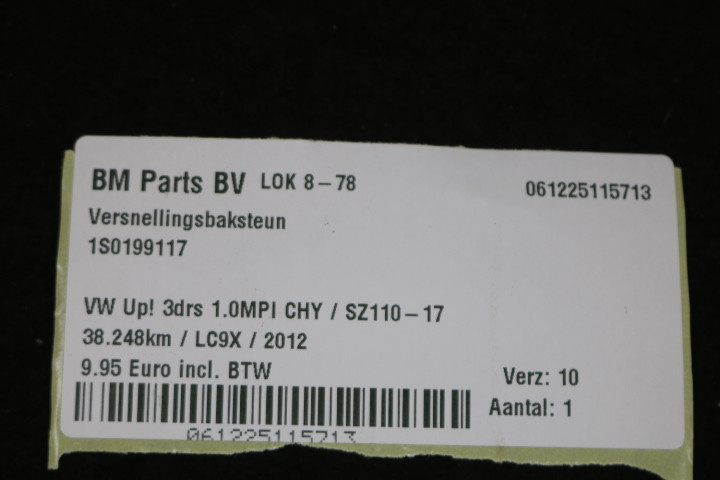 BM Parts BV LOK 8-78 061225115713
Versnellingsbaksteun
1S0199117
VW Up! 3drs 1.0MPI CHY / SZ110-17
38.248km / LC9X / 2012
9.95 Euro incl. BTW
Verz: 10
Aantal: 1
061225115713